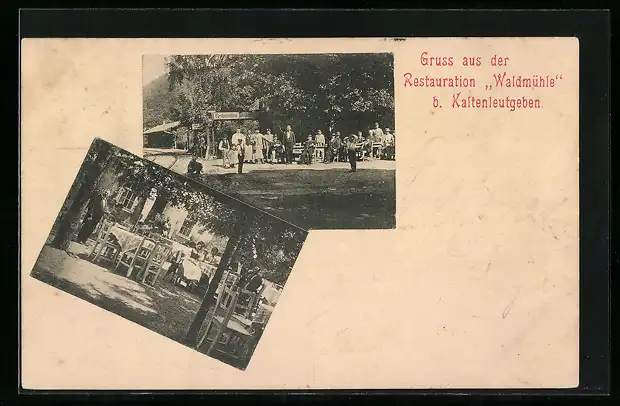 Gruss aus der
Restauration „Waldmühle“
b. Kaltenleutgeben.